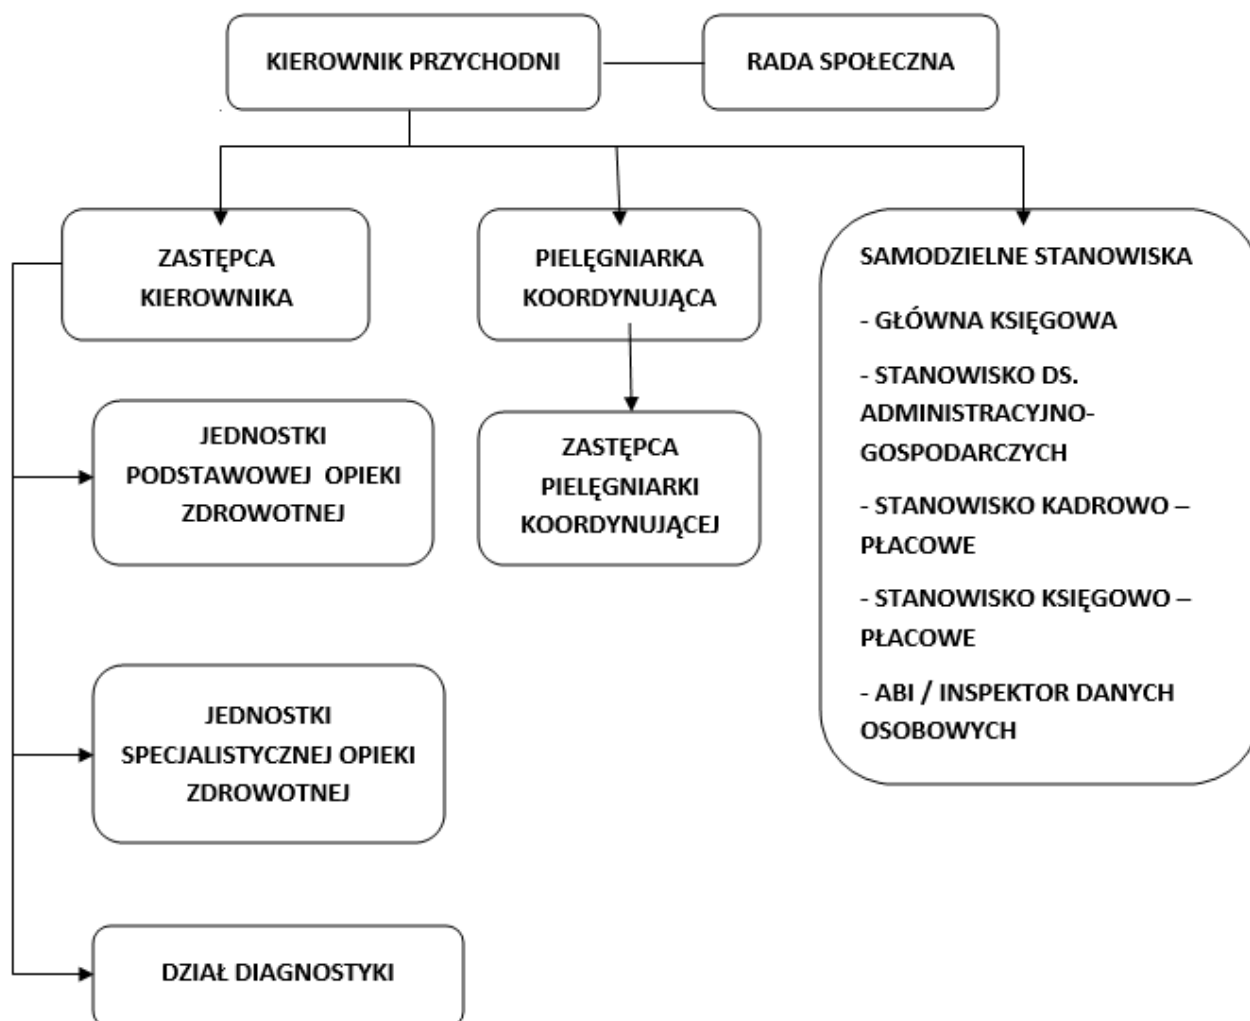 KIEROWNIK PRZYCHODNI
RADA SPOŁECZNA
ZASTĘPCA
KIEROWNIKA
PIELĘGNIARKA
KOORDYNUJĄCA
SAMODZIELNE STANOWISKA
- GŁÓWNA KSIĘGOWA
- STANOWISKO DS.
ADMINISTRACYJNO-
GOSPODARCZYCH
- STANOWISKO KADROWO –
PŁACOWE
- STANOWISKO KSIĘGOWO –
PŁACOWE
- ABI / INSPEKTOR DANYCH
OSOBOWYCH
JEDNOSTKI
PODSTAWOWEJ OPIEKI
ZDROWOTNEJ
ZASTĘPCA
PIELĘGNIARKI
KOORDYNUJĄCEJ
JEDNOSTKI
SPECJALISTYCZNEJ OPIEKI
ZDROWOTNEJ
DZIAŁ DIAGNOSTYKI